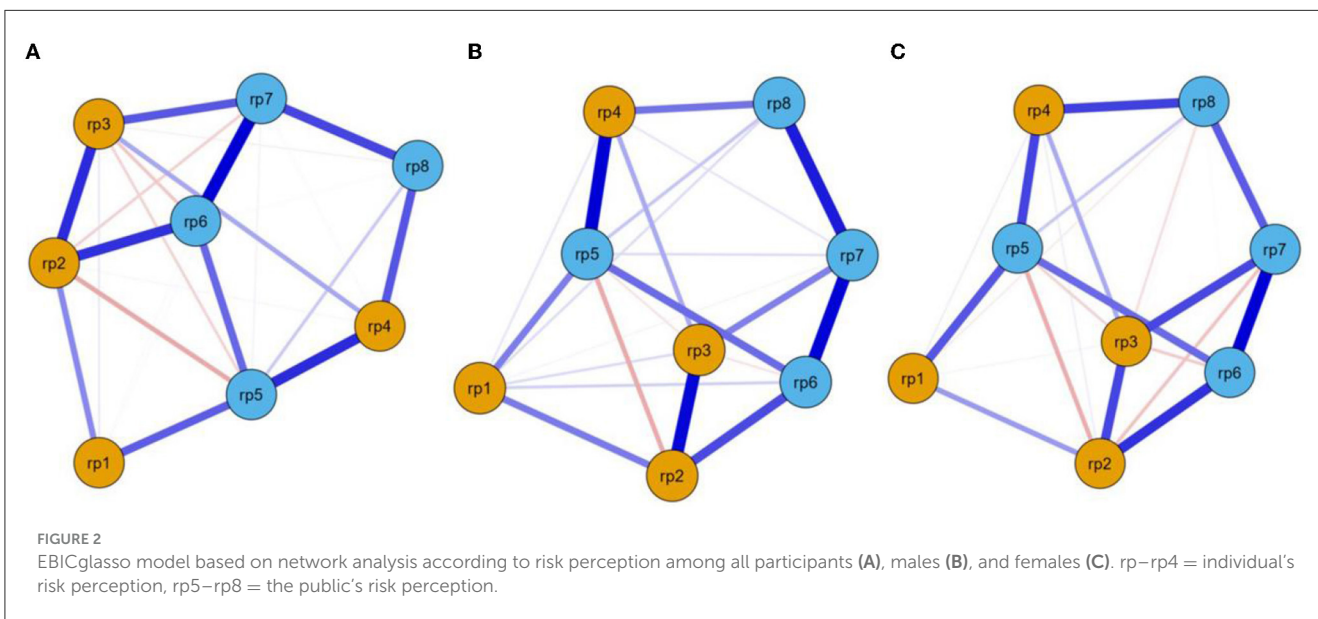 A
B
C
rp7
rp3
rp8
rp6
rp2
rp4
rp5
rp1
rp4
rp8
rp5
rp7
rp3
rp6
rp1
rp2
rp4
rp8
rp5
rp7
rp3
rp6
rp1
rp2
FIGURE 2
EBICglasso model based on network analysis according to risk perception among all participants (A), males (B), and females (C). rp–rp4 = individual's
risk perception, rp5–rp8 = the public's risk perception.